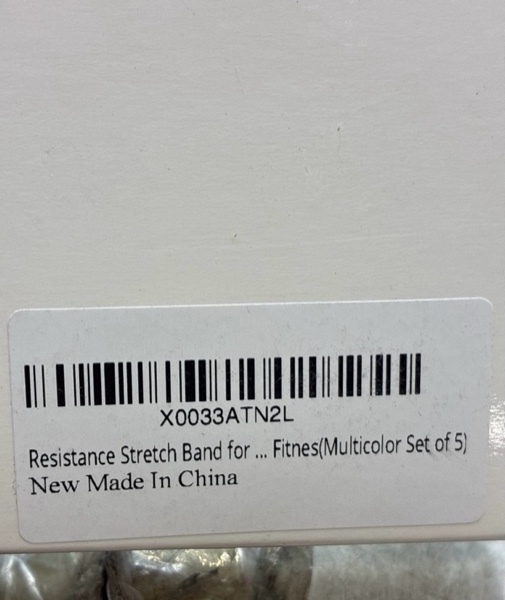 X0033ATN2L
Resistance Stretch Band for ... Fitnes(Multicolor Set of 5)
New Made In China